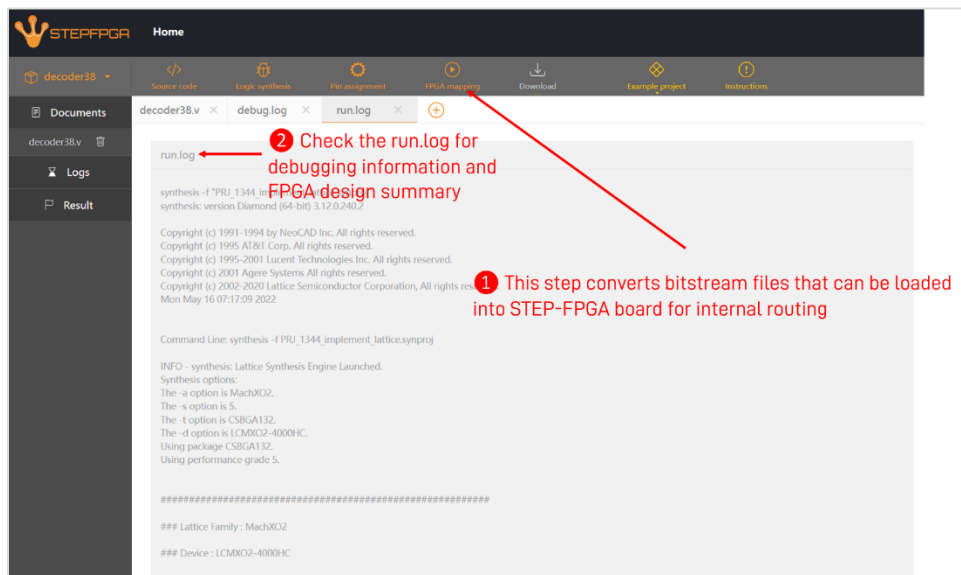 STEPFPGA
Home
decoder38
Source code
Logic synthesis
Pin assignment
FPGA mapping
Download
Example project
Instructions
Documents
decoder38.v
Logs
Result
decoder38.v ×
debug.log ×
run.log ×
run.log
2 Check the run.log for
debugging information and
FPGA design summary
synthesis -f "PRJ_1344_
synthesis: version Diamond (64-bit) 3.12.0.240.2
Copyright (c) 1991-1994 by NeoCAD Inc. All rights reserved.
Copyright (c) 1995 AT&T Corp. All rights reserved.
Copyright (c) 1995-2001 Lucent Technologies Inc. All rights reserved.
Copyright (c) 2001 Agere Systems All rights reserved.
Copyright (c) 2002-2020 Lattice Semiconductor Corporation, All rights
Mon May 16 07:17:09 2022
1 This step converts bitstream files that can be loaded
into STEP-FPGA board for internal routing
Command Line: synthesis -f PRJ_1344_implement_lattice.synproj
INFO - synthesis: Lattice Synthesis Engine Launched.
Synthesis options:
The -a option is MachXO2.
The -s option is 5.
The -t option is CSBGA132.
The -d option is LCMXO2-4000HC.
Using package CSBGA132.
Using performance grade 5.
##########################################################
### Lattice Family : MachXO2
### Device : LCMXO2-4000HC